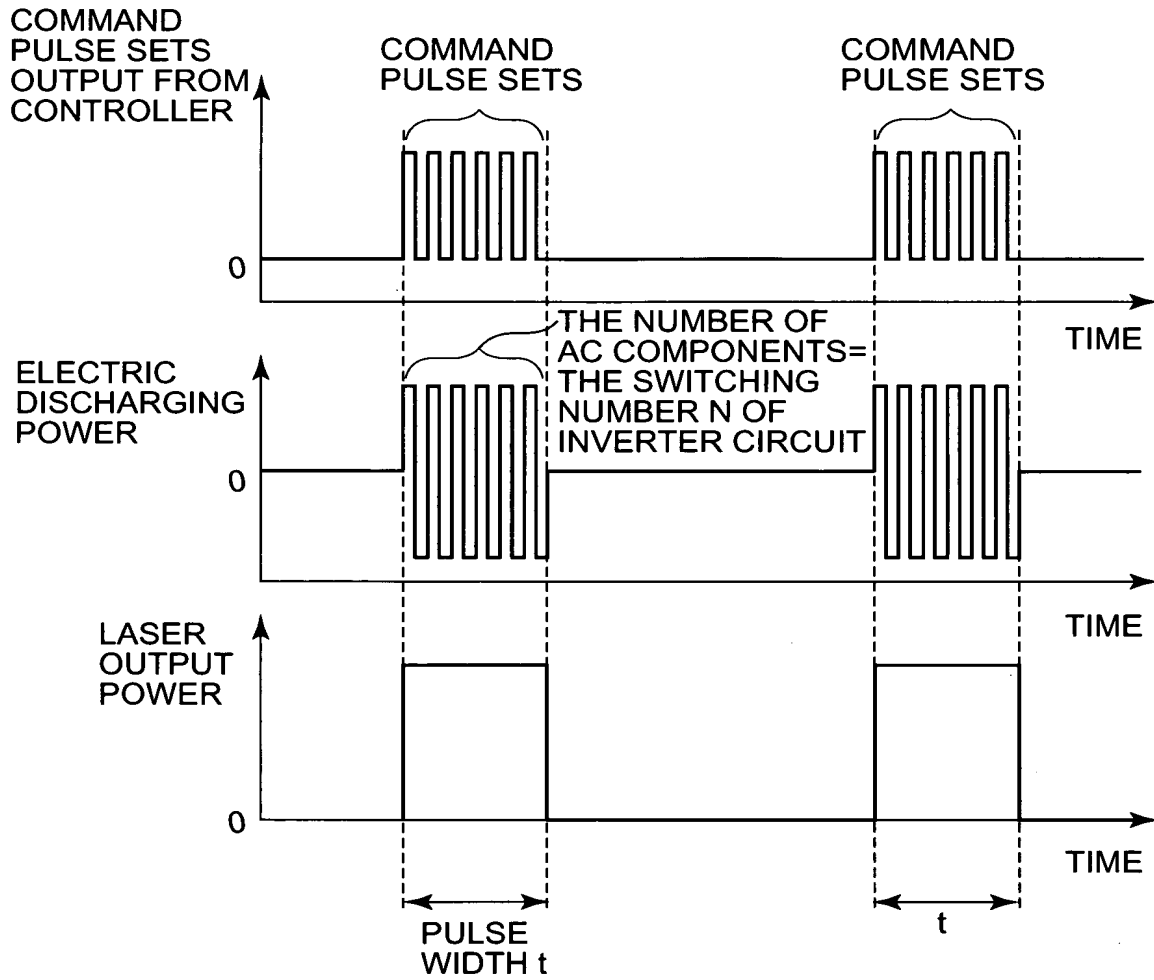 COMMAND
PULSE SETS
OUTPUT FROM
CONTROLLER
COMMAND
PULSE SETS
COMMAND
PULSE SETS
0
TIME
ELECTRIC
DISCHARGING
POWER
THE NUMBER OF
AC COMPONENTS=
THE SWITCHING
NUMBER N OF
INVERTER CIRCUIT
0
TIME
LASER
OUTPUT
POWER
0
TIME
PULSE
WIDTH t
t